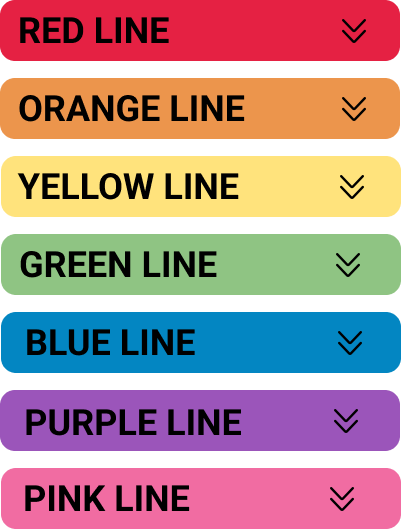 RED LINE
ORANGE LINE
YELLOW LINE
GREEN LINE
BLUE LINE
PURPLE LINE
PINK LINE